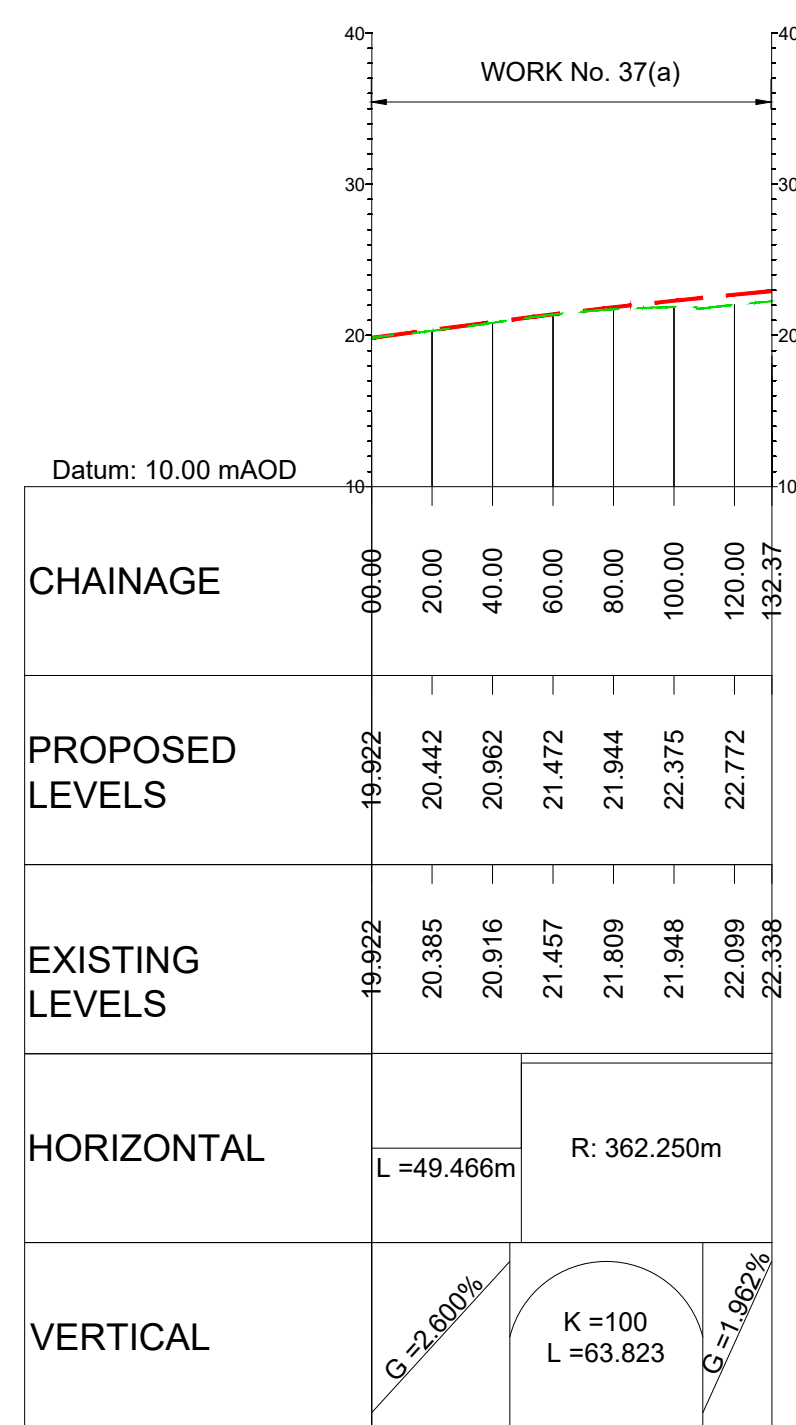 40 40
WORK No. 37(a)
30 30
20 20
Datum: 10.00 mAOD
10 10
CHAINAGE
00.00 20.00 40.00 60.00 80.00 100.00 120.00 132.37
PROPOSED
LEVELS
19.922 20.442 20.962 21.472 21.944 22.375 22.772
EXISTING
LEVELS
19.922 20.385 20.916 21.457 21.809 21.948 22.099 22.338
HORIZONTAL
L =49.466m
R: 362.250m
VERTICAL
G =2.600%
K =100
L =63.823
G =1.962%